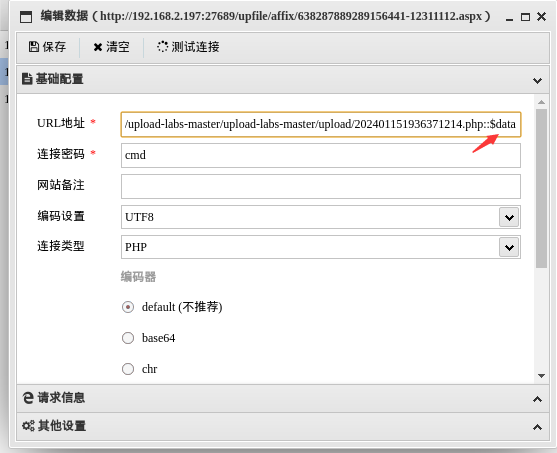 编辑数据 ( http://192.168.2.197:27689/upfile/affix/638287889289156441-12311112.aspx )
保存 清空 测试连接
基础配置
URL地址 * /upload-labs-master/upload-labs-master/upload/202401151936371214.php::$data
连接密码 * cmd
网站备注
编码设置 UTF8
连接类型 PHP
编码器
default (不推荐)
base64
chr
请求信息
其他设置